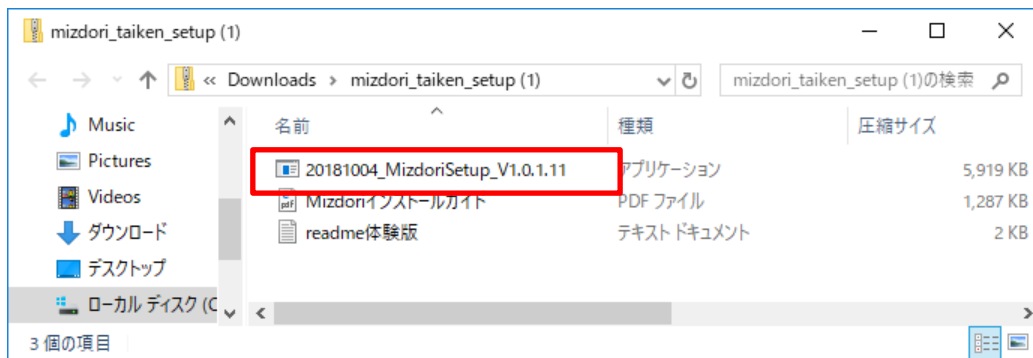 mizdori_taiken_setup (1)
« Downloads › mizdori_taiken_setup (1)
mizdori_taiken_setup (1)の検索
Music
Pictures
Videos
ダウンロード
デスクトップ
ローカル ディスク (C
名前 種類 圧縮サイズ
20181004_MizdoriSetup_V1.0.1.11 アプリケーション 5,919 KB
Mizdoriインストールガイド PDF ファイル 1,287 KB
readme体験版 テキスト ドキュメント 2 KB
3 個の項目